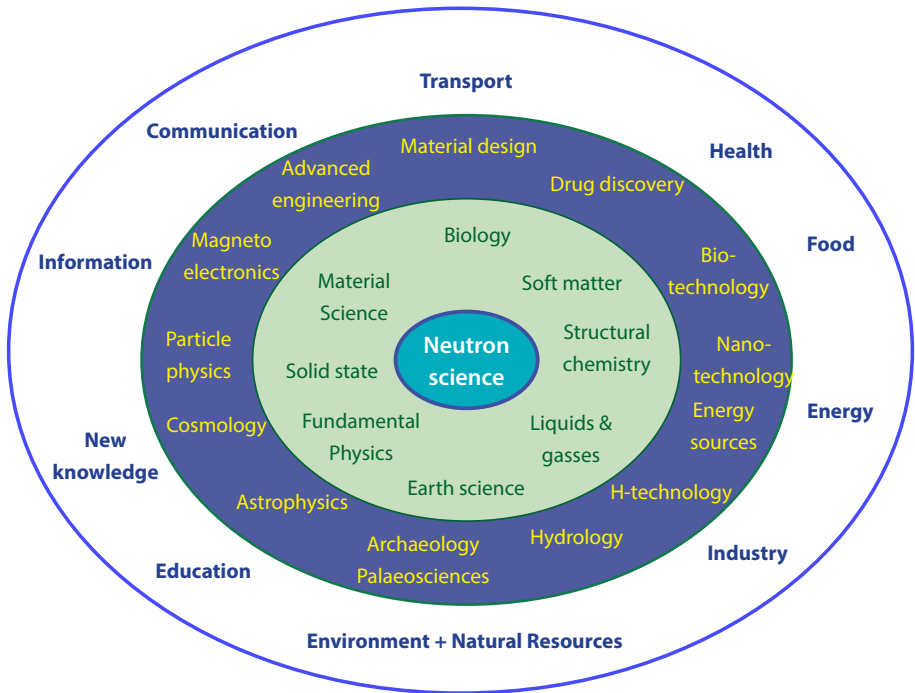 Transport
Communication
Health
Food
Energy
Industry
Environment + Natural Resources
Education
New
knowledge
Information
Material design
Drug discovery
Bio-
technology
Nano-
technology
Energy
sources
H-technology
Hydrology
Archaeology
Palaeosciences
Astrophysics
Cosmology
Particle
physics
Magneto
electronics
Advanced
engineering
Biology
Soft matter
Structural
chemistry
Liquids &
gasses
Earth science
Fundamental
Physics
Solid state
Material
Science
Neutron
science